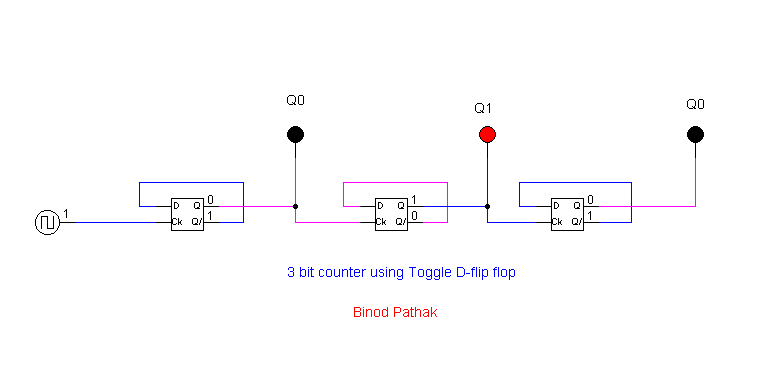 Q0
Q1
Q0
1
D Q 0
Ck Q/ 1
D Q 1
Ck Q/ 0
D Q 0
Ck Q/ 1
3 bit counter using Toggle D-flip flop
Binod Pathak